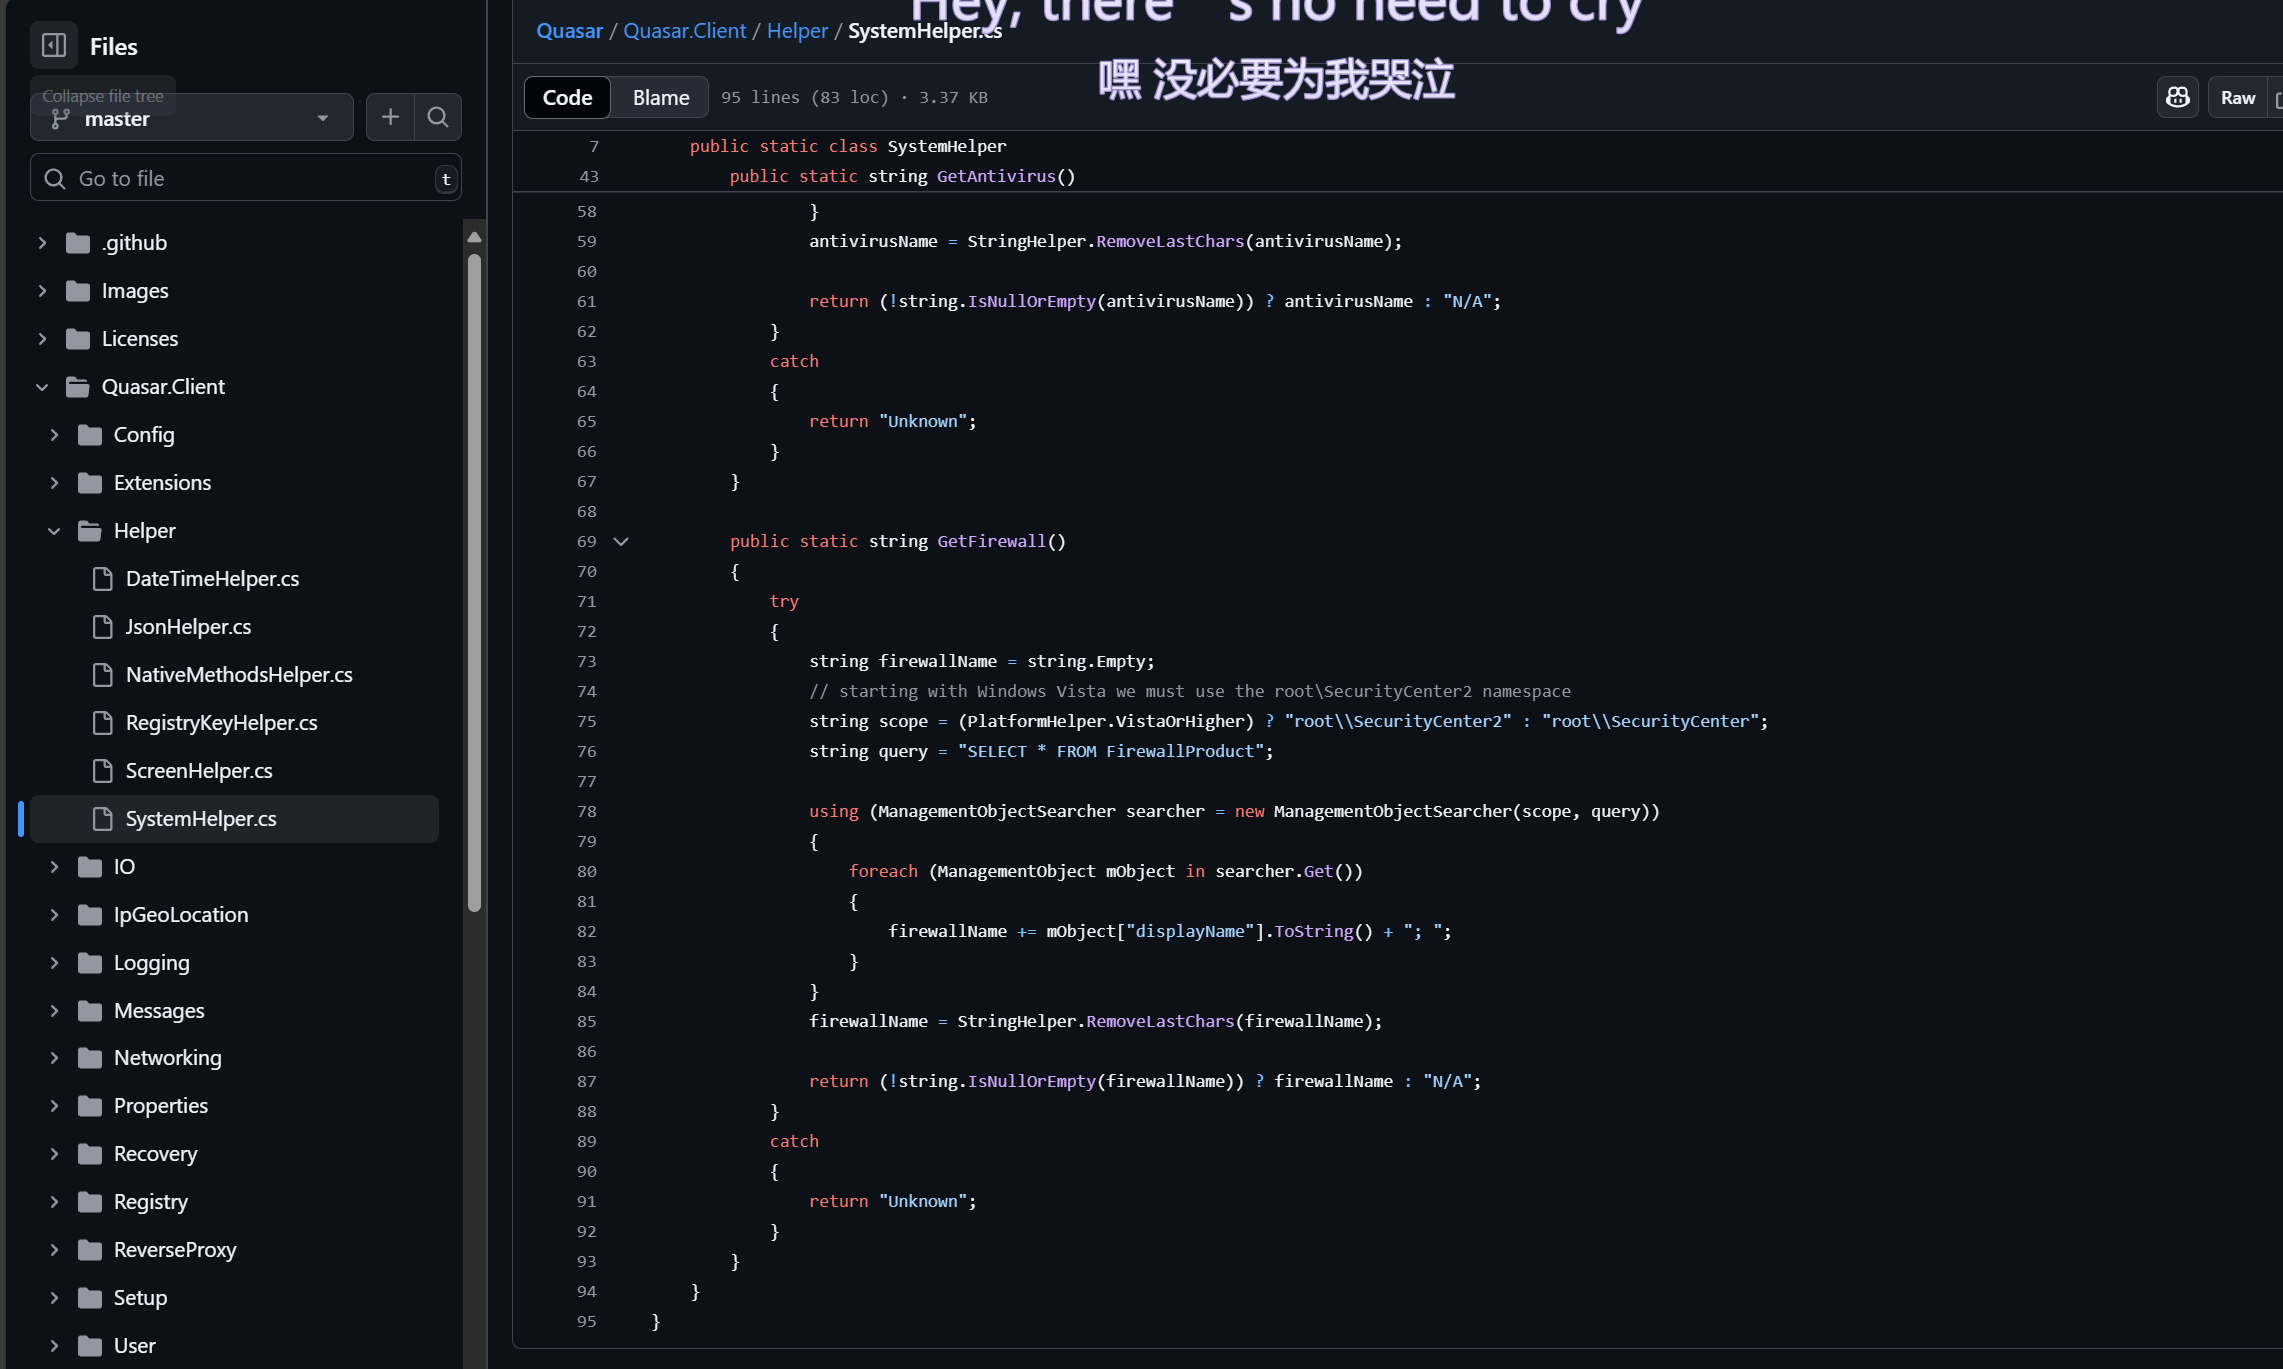 Files
Collapse file tree
master
Go to file
t
.github
Images
Licenses
Quasar.Client
Config
Extensions
Helper
DateTimeHelper.cs
JsonHelper.cs
NativeMethodsHelper.cs
RegistryKeyHelper.cs
ScreenHelper.cs
SystemHelper.cs
IO
IpGeoLocation
Logging
Messages
Networking
Properties
Recovery
Registry
ReverseProxy
Setup
User
Hey, there's no need to cry
嘿 没必要为我哭泣
Quasar / Quasar.Client / Helper / SystemHelper.cs
Code Blame 95 lines (83 loc) · 3.37 KB
Raw
7 public static class SystemHelper
43 public static string GetAntivirus()
58 }
59 antivirusName = StringHelper.RemoveLastChars(antivirusName);
60
61 return (!string.IsNullOrEmpty(antivirusName)) ? antivirusName : "N/A";
62 }
63 catch
64 {
65 return "Unknown";
66 }
67 }
68
69 public static string GetFirewall()
70 {
71 try
72 {
73 string firewallName = string.Empty;
74 // starting with Windows Vista we must use the root\SecurityCenter2 namespace
75 string scope = (PlatformHelper.VistaOrHigher) ? "root\\SecurityCenter2" : "root\\SecurityCenter";
76 string query = "SELECT * FROM FirewallProduct";
77
78 using (ManagementObjectSearcher searcher = new ManagementObjectSearcher(scope, query))
79 {
80 foreach (ManagementObject mObject in searcher.Get())
81 {
82 firewallName += mObject["displayName"].ToString() + "; ";
83 }
84 }
85 firewallName = StringHelper.RemoveLastChars(firewallName);
86
87 return (!string.IsNullOrEmpty(firewallName)) ? firewallName : "N/A";
88 }
89 catch
90 {
91 return "Unknown";
92 }
93 }
94 }
95 }